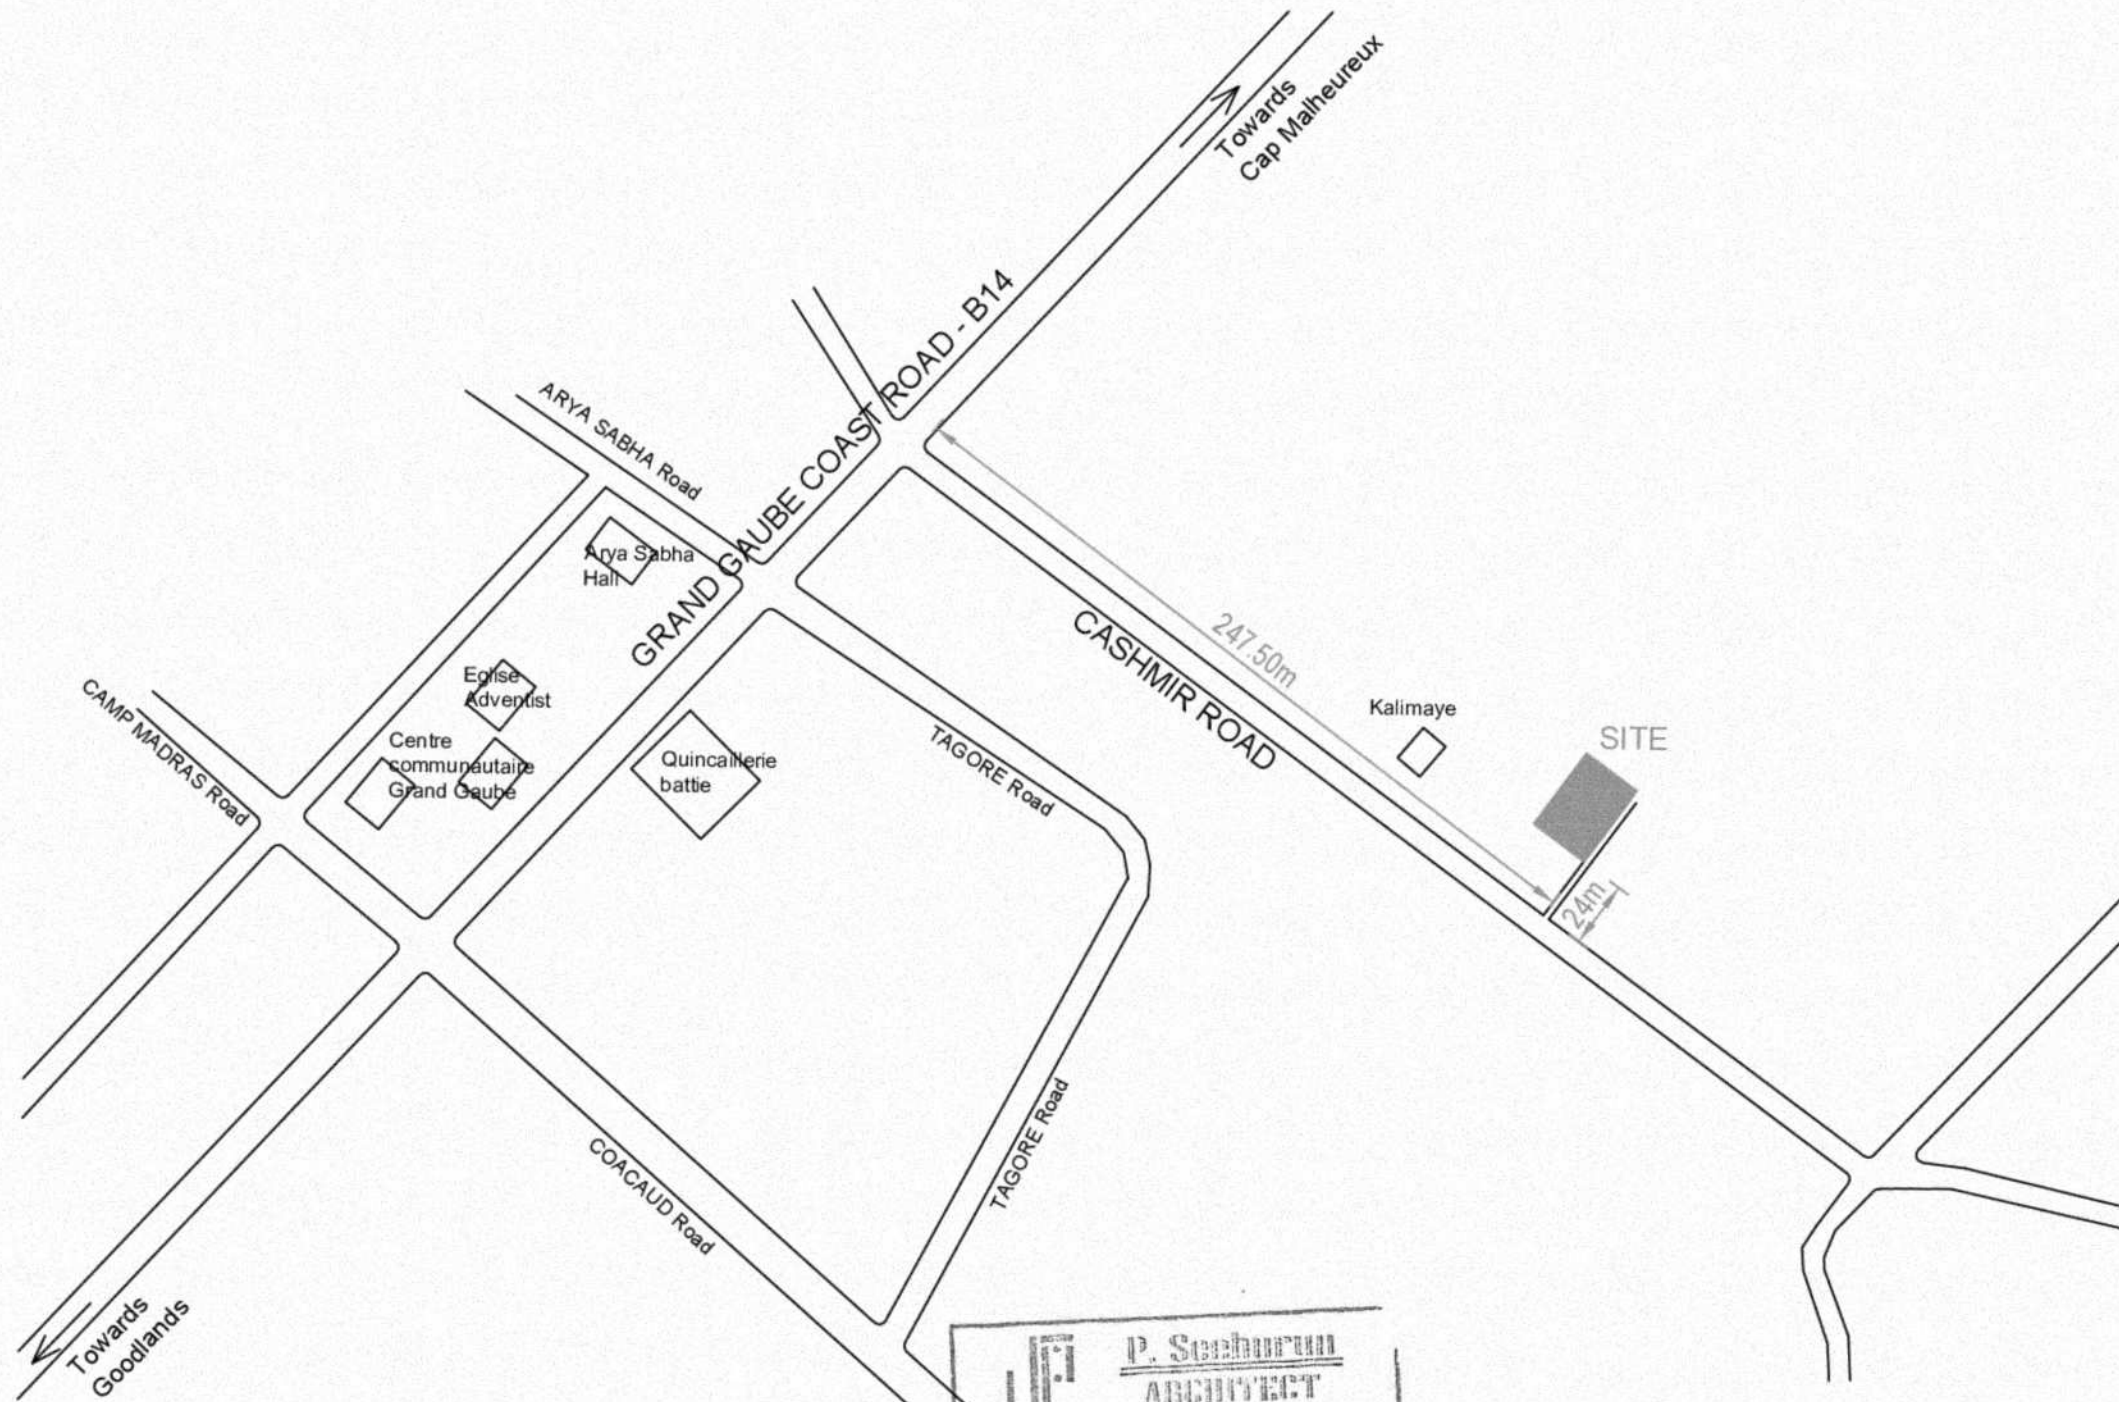 Towards
Cap Malheureux
GRAND GAUBE COAST ROAD - B14
ARYA SABHA Road
Arya Sabha
Hall
Eglise
Adventist
CAMP MADRAS Road
Centre
communautaire
Grand Gaube
Quincaillerie
battie
TAGORE Road
CASHMIR ROAD
247.50m
Kalimaye
SITE
24m
TAGORE Road
COACAUD Road
Towards
Goodlands
P. Seeburun
ARCHITECT